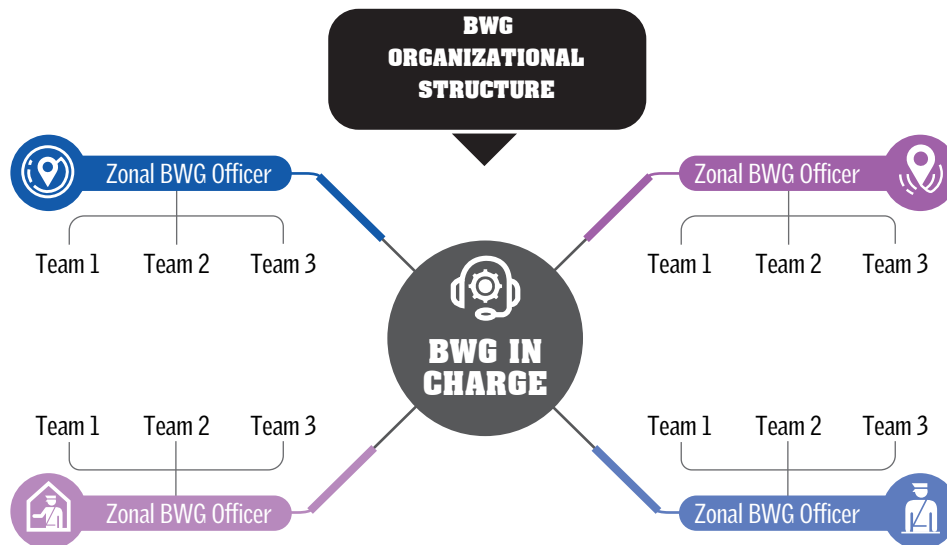 BWG
ORGANIZATIONAL
STRUCTURE
Zonal BWG Officer
Zonal BWG Officer
Team 1 Team 2 Team 3
Team 1 Team 2 Team 3
BWG IN
CHARGE
Team 1 Team 2 Team 3
Team 1 Team 2 Team 3
Zonal BWG Officer
Zonal BWG Officer